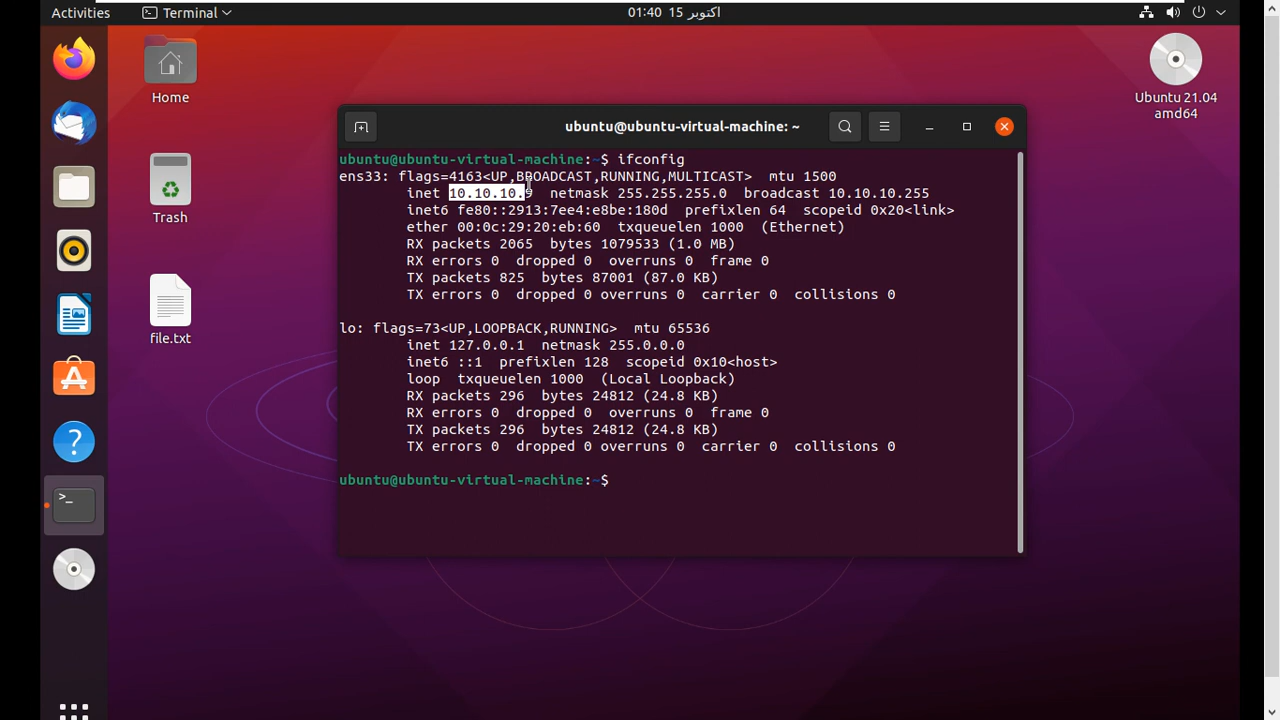 Activities
Terminal
01:40 15 اکتوبر
Home
Trash
file.txt
Ubuntu 21.04
amd64
ubuntu@ubuntu-virtual-machine: ~
ubuntu@ubuntu-virtual-machine:~$ ifconfig
ens33: flags=4163<UP,BROADCAST,RUNNING,MULTICAST>  mtu 1500
inet 10.10.10.9  netmask 255.255.255.0  broadcast 10.10.10.255
inet6 fe80::2913:7ee4:e8be:180d  prefixlen 64  scopeid 0x20<link>
ether 00:0c:29:20:eb:60  txqueuelen 1000  (Ethernet)
RX packets 2065  bytes 1079533 (1.0 MB)
RX errors 0  dropped 0  overruns 0  frame 0
TX packets 825  bytes 87001 (87.0 KB)
TX errors 0  dropped 0 overruns 0  carrier 0  collisions 0
lo: flags=73<UP,LOOPBACK,RUNNING>  mtu 65536
inet 127.0.0.1  netmask 255.0.0.0
inet6 ::1  prefixlen 128  scopeid 0x10<host>
loop  txqueuelen 1000  (Local Loopback)
RX packets 296  bytes 24812 (24.8 KB)
RX errors 0  dropped 0  overruns 0  frame 0
TX packets 296  bytes 24812 (24.8 KB)
TX errors 0  dropped 0 overruns 0  carrier 0  collisions 0
ubuntu@ubuntu-virtual-machine:~$